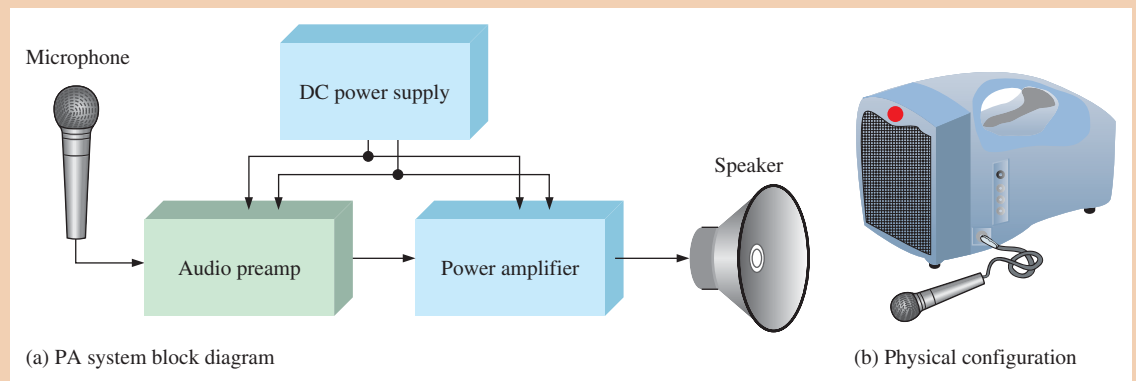 Microphone
DC power supply
Speaker
Audio preamp
Power amplifier
(a) PA system block diagram
(b) Physical configuration